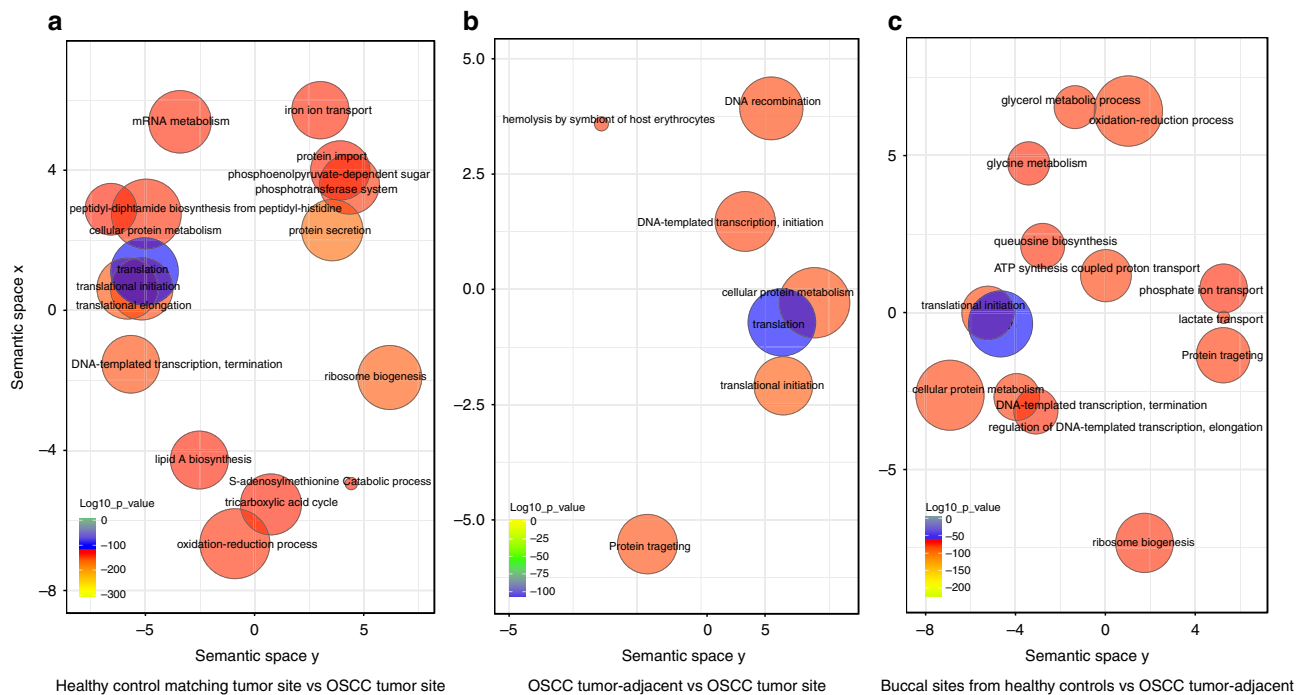 a
Semantic space x
4
0
−4
−8
mRNA metabolism
iron ion transport
protein import
phosphoenolpyruvate-dependent sugar
phosphotransferase system
peptidyl-diphtamide biosynthesis from peptidyl-histidine
cellular protein metabolism
protein secretion
translation
translational initiation
translational elongation
DNA-templated transcription, termination
ribosome biogenesis
lipid A biosynthesis
S-adenosylmethionine Catabolic process
tricarboxylic acid cycle
oxidation-reduction process
Log10_p_value
0
−100
−200
−300
−5
0
5
Semantic space y
Healthy control matching tumor site vs OSCC tumor site
b
5.0
2.5
0.0
−2.5
−5.0
DNA recombination
hemolysis by symbiont of host erythrocytes
DNA-templated transcription, initiation
cellular protein metabolism
translation
translational initiation
Protein trageting
Log10_p_value
0
−25
−50
−75
−100
−5
0
5
Semantic space y
OSCC tumor-adjacent vs OSCC tumor site
c
5
0
−5
glycerol metabolic process
oxidation-reduction process
glycine metabolism
queuosine biosynthesis
ATP synthesis coupled proton transport
phosphate ion transport
translational initiation
lactate transport
Protein trageting
cellular protein metabolism
DNA-templated transcription, termination
regulation of DNA-templated transcription, elongation
ribosome biogenesis
Log10_p_value
0
−50
−100
−150
−200
−8
−4
0
4
Semantic space y
Buccal sites from healthy controls vs OSCC tumor-adjacent